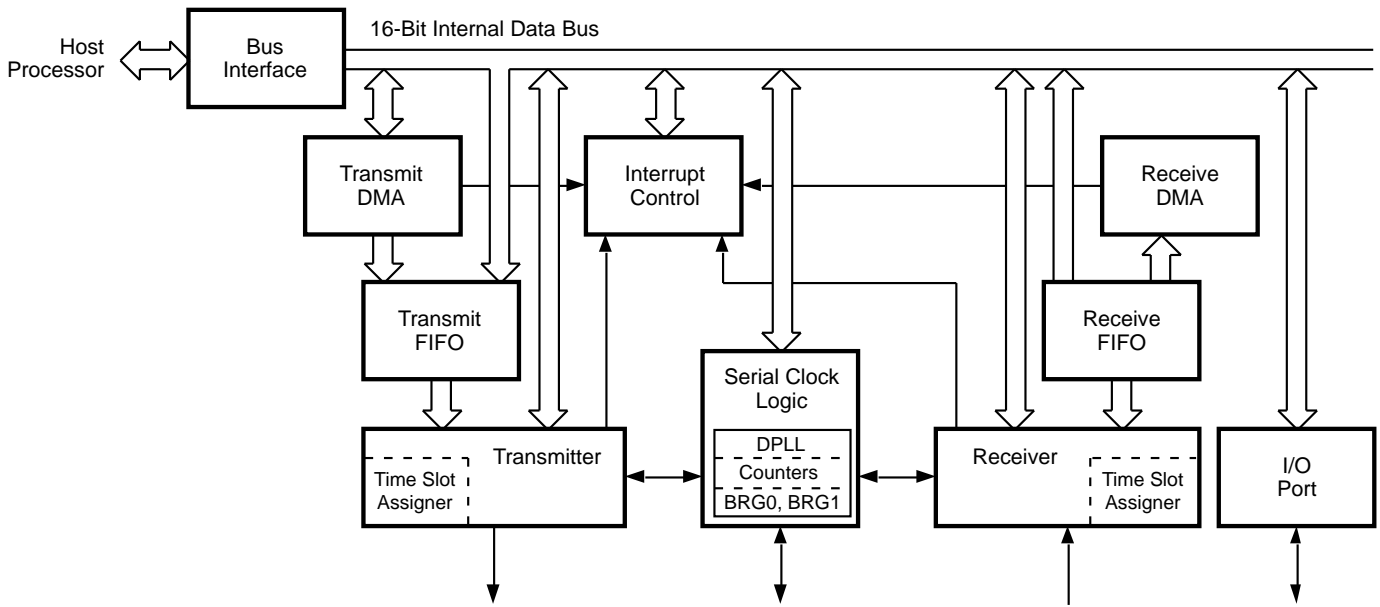 16-Bit Internal Data Bus
Host
Processor
Bus
Interface
Transmit
DMA
Interrupt
Control
Receive
DMA
Transmit
FIFO
Receive
FIFO
Serial Clock
Logic
DPLL
Counters
BRG0, BRG1
Transmitter
Time Slot
Assigner
Receiver
Time Slot
Assigner
I/O
Port